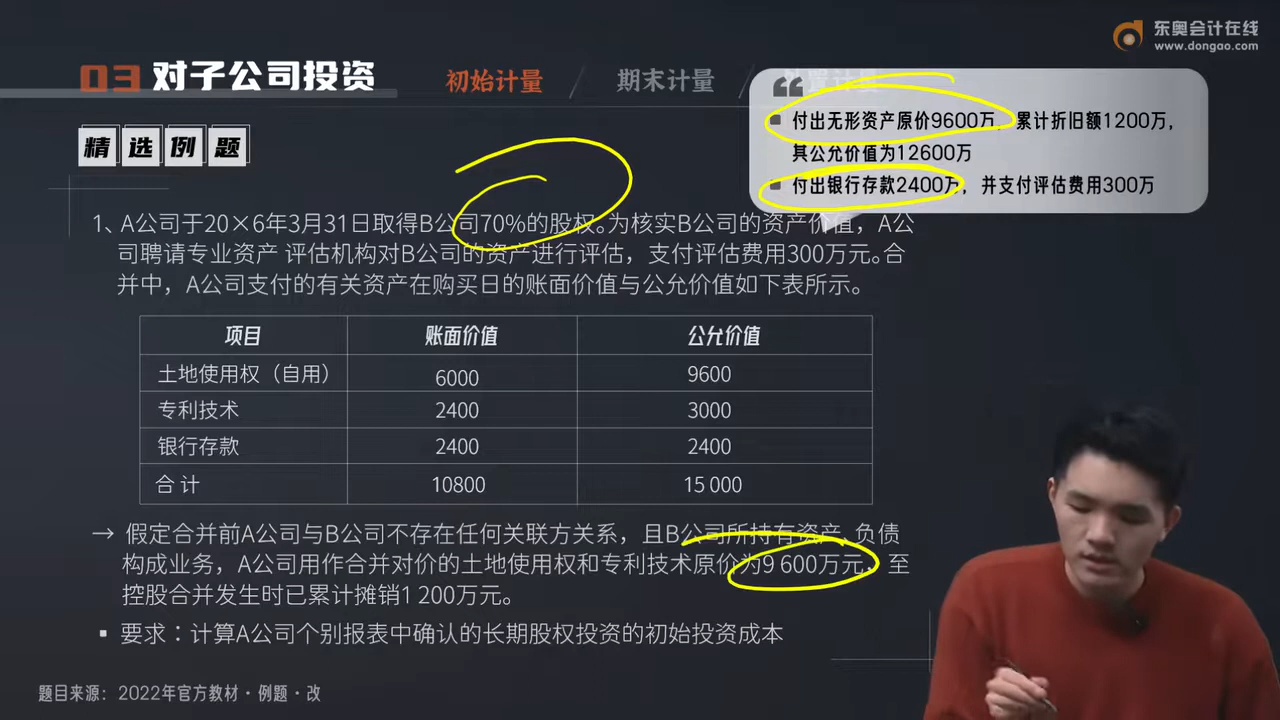 东奥会计在线
www.dongao.com
03 对子公司投资
初始计量 / 期末计量 /
精选例题
付出无形资产原价9600万,累计折旧额1200万,
其公允价值为12600万
付出银行存款2400万,并支付评估费用300万
1、A公司于20×6年3月31日取得B公司70%的股权。为核实B公司的资产价值,A公
司聘请专业资产 评估机构对B公司的资产进行评估,支付评估费用300万元。合
并中,A公司支付的有关资产在购买日的账面价值与公允价值如下表所示。
项目 账面价值 公允价值
土地使用权(自用) 6000 9600
专利技术 2400 3000
银行存款 2400 2400
合 计 10800 15 000
→ 假定合并前A公司与B公司不存在任何关联方关系,且B公司所持有资产、负债
构成业务,A公司用作合并对价的土地使用权和专利技术原价为9 600万元,至
控股合并发生时已累计摊销1 200万元。
▪ 要求:计算A公司个别报表中确认的长期股权投资的初始投资成本
题目来源:2022年官方教材·例题·改